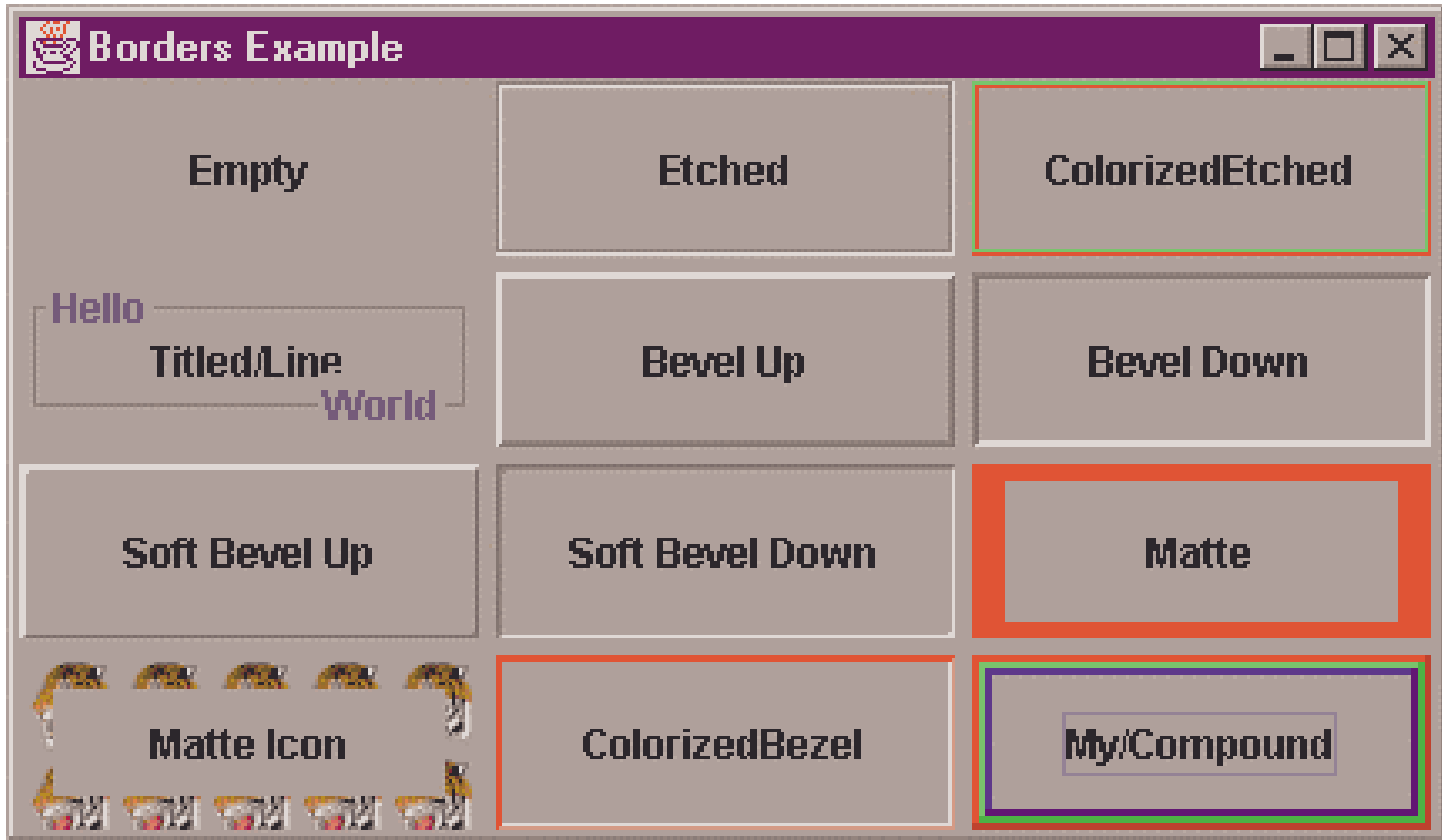 Borders Example
Empty
Etched
ColorizedEtched
Hello
Titled/Line
World
Bevel Up
Bevel Down
Soft Bevel Up
Soft Bevel Down
Matte
Matte Icon
ColorizedBezel
My/Compound